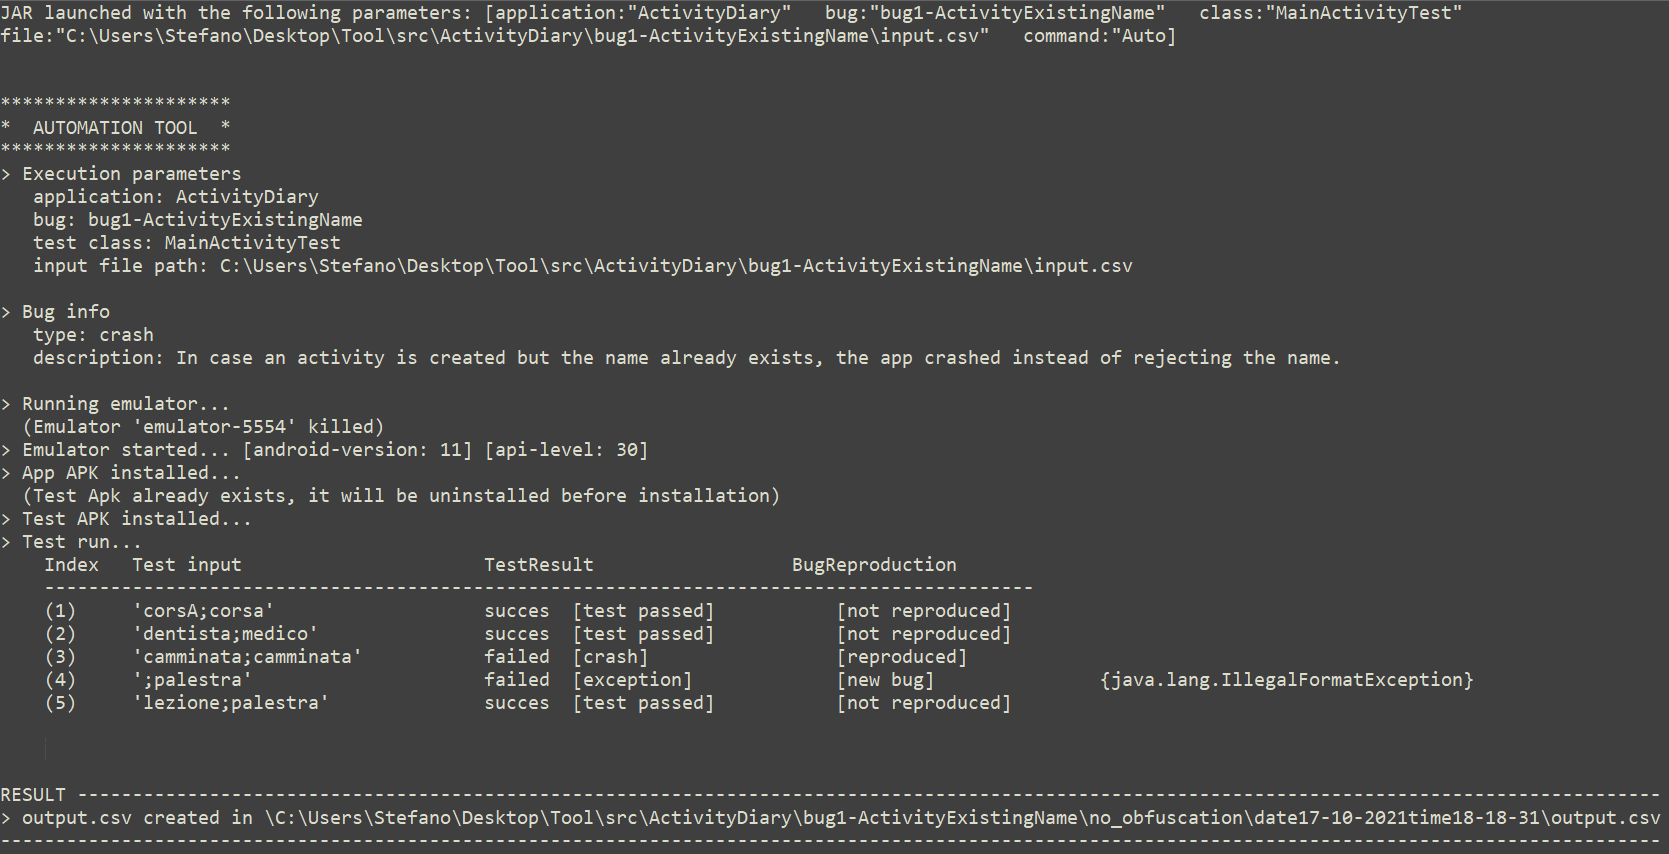 JAR launched with the following parameters: [application:"ActivityDiary"   bug:"bug1-ActivityExistingName"   class:"MainActivityTest"
file:"C:\Users\Stefano\Desktop\Tool\src\ActivityDiary\bug1-ActivityExistingName\input.csv"   command:"Auto]
*********************
*  AUTOMATION TOOL  *
*********************
> Execution parameters
   application: ActivityDiary
   bug: bug1-ActivityExistingName
   test class: MainActivityTest
   input file path: C:\Users\Stefano\Desktop\Tool\src\ActivityDiary\bug1-ActivityExistingName\input.csv
> Bug info
   type: crash
   description: In case an activity is created but the name already exists, the app crashed instead of rejecting the name.
> Running emulator...
  (Emulator 'emulator-5554' killed)
> Emulator started... [android-version: 11] [api-level: 30]
> App APK installed...
  (Test Apk already exists, it will be uninstalled before installation)
> Test APK installed...
> Test run...
    Index   Test input                      TestResult                  BugReproduction
    ------------------------------------------------------------------------------------------
    (1)     'corsA;corsa'                   succes  [test passed]           [not reproduced]
    (2)     'dentista;medico'               succes  [test passed]           [not reproduced]
    (3)     'camminata;camminata'           failed  [crash]                 [reproduced]
    (4)     ';palestra'                     failed  [exception]             [new bug]               {java.lang.IllegalFormatException}
    (5)     'lezione;palestra'              succes  [test passed]           [not reproduced]
RESULT ------------------------------------------------------------------------------------------------------------------------------------------------
> output.csv created in \C:\Users\Stefano\Desktop\Tool\src\ActivityDiary\bug1-ActivityExistingName\no_obfuscation\date17-10-2021time18-18-31\output.csv
-------------------------------------------------------------------------------------------------------------------------------------------------------